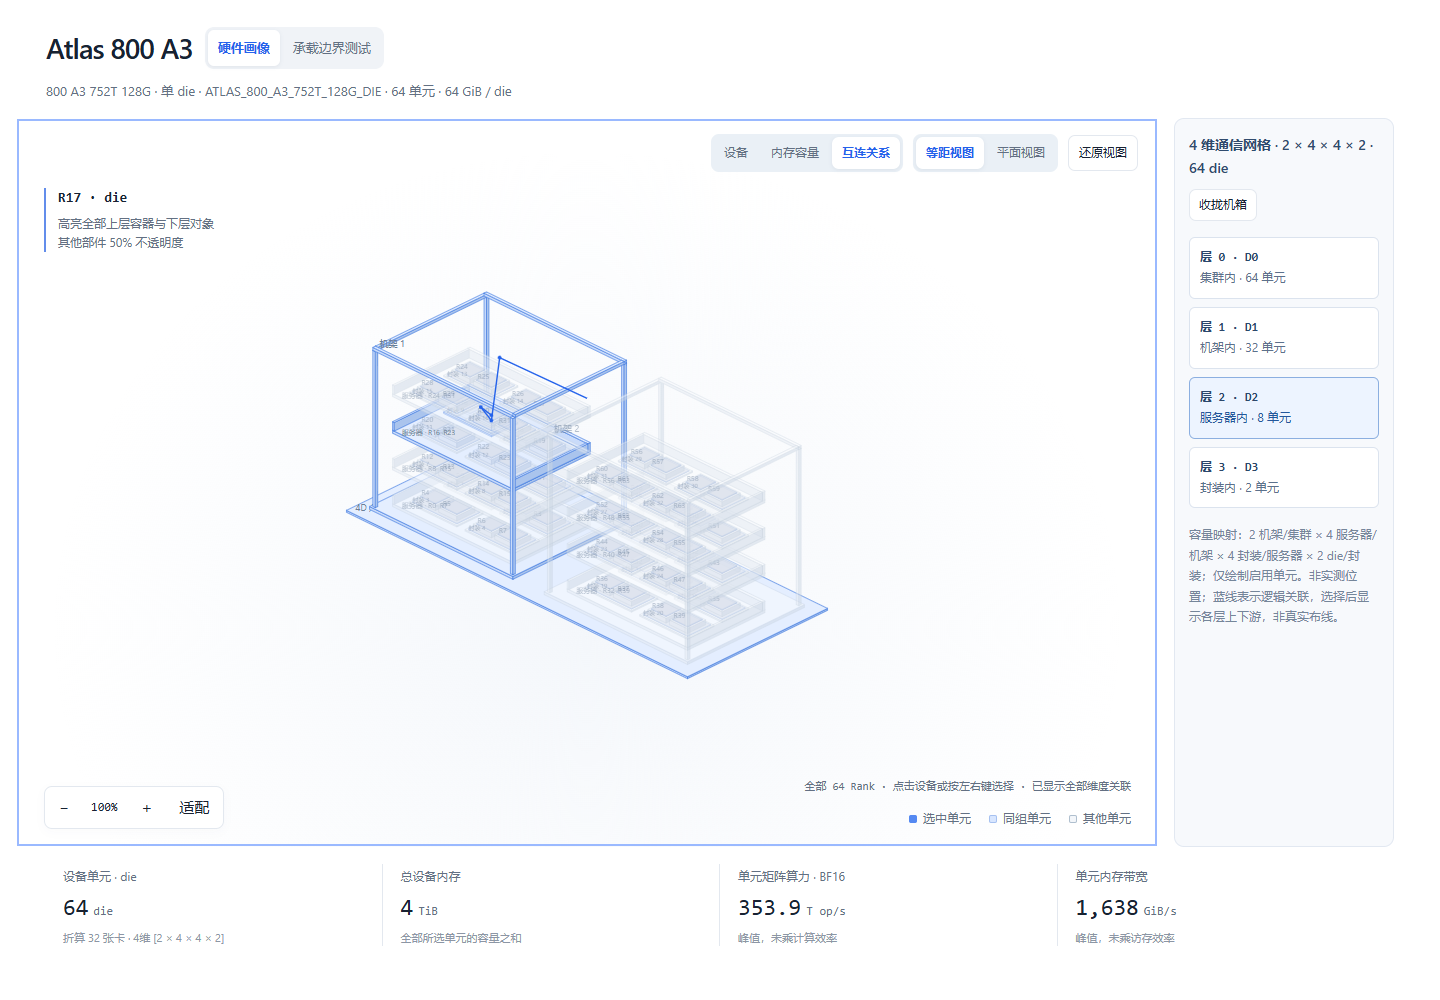 Atlas 800 A3
硬件画像
承载边界测试
800 A3 752T 128G · 单 die · ATLAS_800_A3_752T_128G_DIE · 64 单元 · 64 GiB / die
设备
内存容量
互连关系
等距视图
平面视图
还原视图
R17 · die
高亮全部上层容器与下层对象
其他部件 50% 不透明度
机架 1
机架 2
服务器 · R16-R23
4D
− 100% + 适配
全部 64 Rank · 点击设备或按左右键选择 · 已显示全部维度关联
选中单元
同组单元
其他单元
4 维通信网格 · 2 × 4 × 4 × 2 ·
64 die
收拢机箱
层 0 · D0
集群内 · 64 单元
层 1 · D1
机架内 · 32 单元
层 2 · D2
服务器内 · 8 单元
层 3 · D3
封装内 · 2 单元
容量映射：2 机架/集群 × 4 服务器/
机架 × 4 封装/服务器 × 2 die/封
装；仅绘制启用单元。非实测位
置；蓝线表示逻辑关联，选择后显
示各层上下游，非真实布线。
设备单元 · die
64 die
折算 32 张卡 · 4维 [2 × 4 × 4 × 2]
总设备内存
4 TiB
全部所选单元的容量之和
单元矩阵算力 · BF16
353.9 T op/s
峰值，未乘计算效率
单元内存带宽
1,638 GiB/s
峰值，未乘访存效率